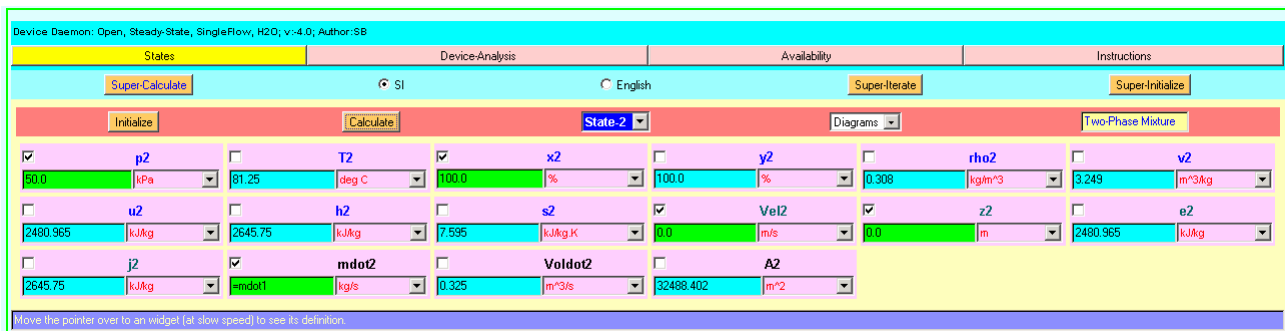 Device Daemon: Open, Steady-State, SingleFlow, H2O; v:-4.0; Author:SB
States Device-Analysis Availability Instructions
Super-Calculate SI English Super-Iterate Super-Initialize
Initialize Calculate State-2 Diagrams Two-Phase Mixture
p2 T2 x2 y2 rho2 v2
50.0 kPa 81.25 deg C 100.0 % 100.0 % 0.308 kg/m^3 3.249 m^3/kg
u2 h2 s2 Vel2 z2 e2
2480.965 kJ/kg 2645.75 kJ/kg 7.595 kJ/kg.K 0.0 m/s 0.0 m 2480.965 kJ/kg
j2 mdot2 Voldot2 A2
2645.75 kJ/kg =mdot1 kg/s 0.325 m^3/s 32488.402 m^2
Move the pointer over to an widget (at slow speed) to see its definition.